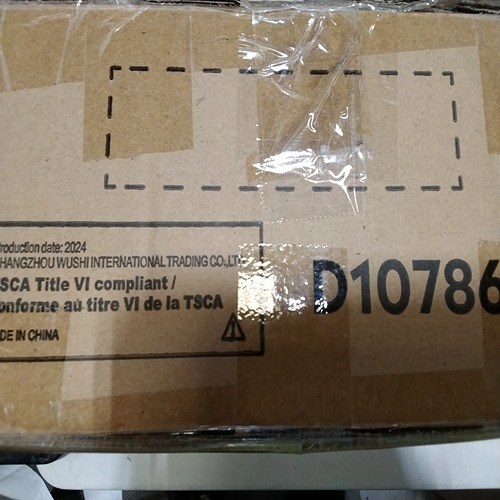 roduction date: 2024
HANGZHOU WUSHI INTERNATIONAL TRADING CO.,LT
SCA Title VI compliant /
onforme au titre VI de la TSCA
DE IN CHINA
D10786